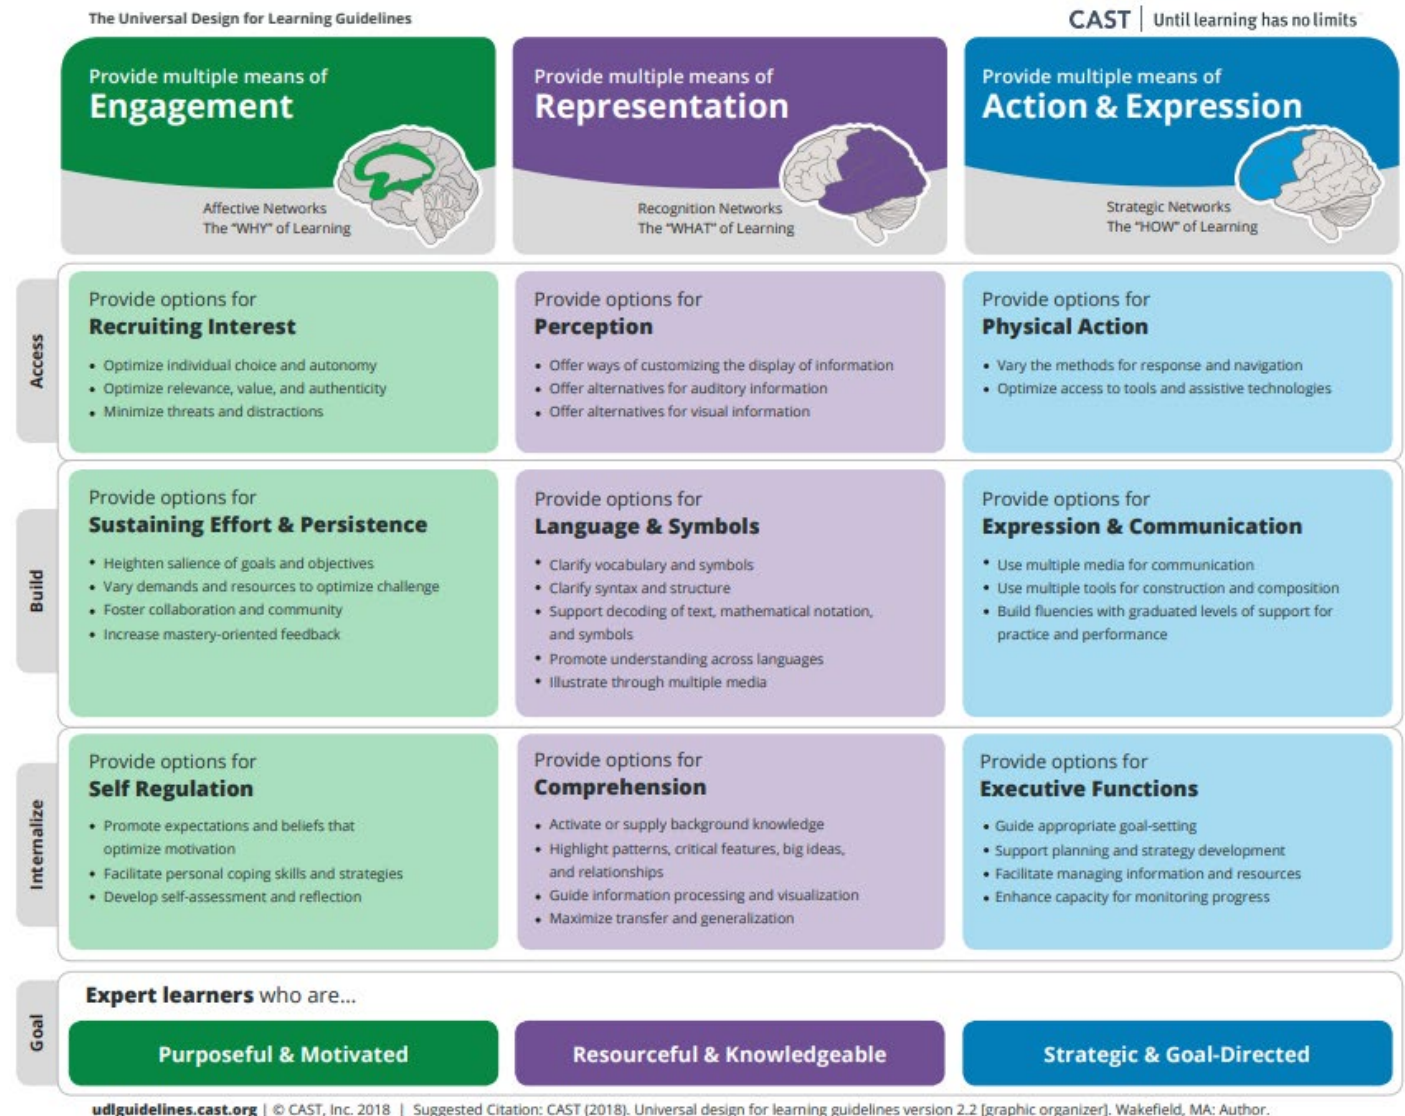 The Universal Design for Learning Guidelines
CAST | Until learning has no limits
Provide multiple means of
Engagement
Affective Networks
The "WHY" of Learning
Provide multiple means of
Representation
Recognition Networks
The "WHAT" of Learning
Provide multiple means of
Action & Expression
Strategic Networks
The "HOW" of Learning
Access
Provide options for
Recruiting Interest
• Optimize individual choice and autonomy
• Optimize relevance, value, and authenticity
• Minimize threats and distractions
Provide options for
Perception
• Offer ways of customizing the display of information
• Offer alternatives for auditory information
• Offer alternatives for visual information
Provide options for
Physical Action
• Vary the methods for response and navigation
• Optimize access to tools and assistive technologies
Build
Provide options for
Sustaining Effort & Persistence
• Heighten salience of goals and objectives
• Vary demands and resources to optimize challenge
• Foster collaboration and community
• Increase mastery-oriented feedback
Provide options for
Language & Symbols
• Clarify vocabulary and symbols
• Clarify syntax and structure
• Support decoding of text, mathematical notation,
and symbols
• Promote understanding across languages
• Illustrate through multiple media
Provide options for
Expression & Communication
• Use multiple media for communication
• Use multiple tools for construction and composition
• Build fluencies with graduated levels of support for
practice and performance
Internalize
Provide options for
Self Regulation
• Promote expectations and beliefs that
optimize motivation
• Facilitate personal coping skills and strategies
• Develop self-assessment and reflection
Provide options for
Comprehension
• Activate or supply background knowledge
• Highlight patterns, critical features, big ideas,
and relationships
• Guide information processing and visualization
• Maximize transfer and generalization
Provide options for
Executive Functions
• Guide appropriate goal-setting
• Support planning and strategy development
• Facilitate managing information and resources
• Enhance capacity for monitoring progress
Goal
Expert learners who are...
Purposeful & Motivated
Resourceful & Knowledgeable
Strategic & Goal-Directed
udlguidelines.cast.org | © CAST, Inc. 2018 | Suggested Citation: CAST (2018). Universal design for learning guidelines version 2.2 [graphic organizer]. Wakefield, MA: Author.